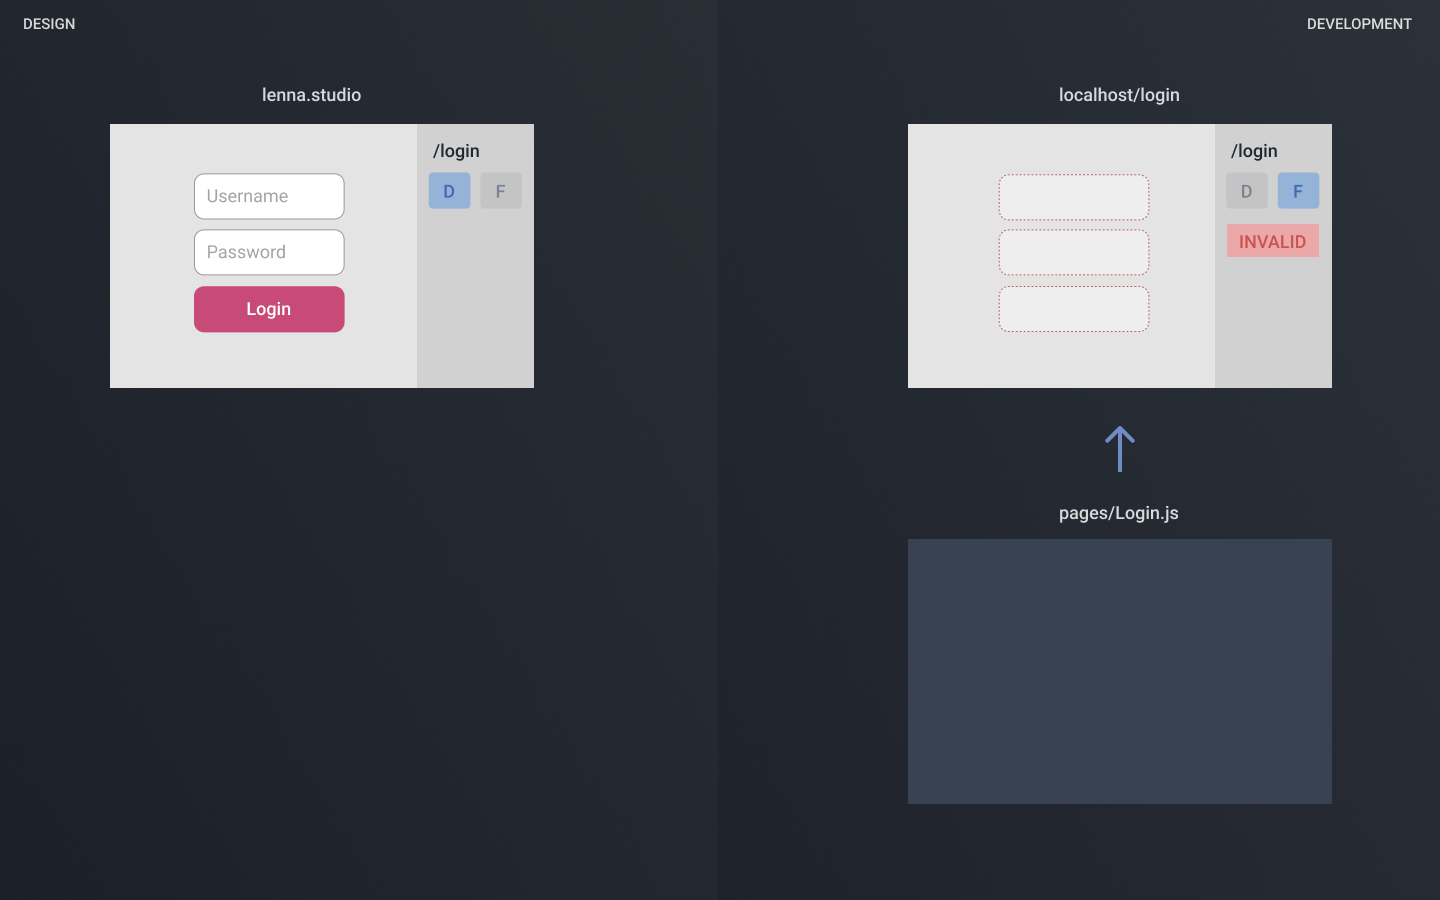 DESIGN
DEVELOPMENT
lenna.studio
/login
D F
Username
Password
Login
localhost/login
/login
D F
INVALID
pages/Login.js